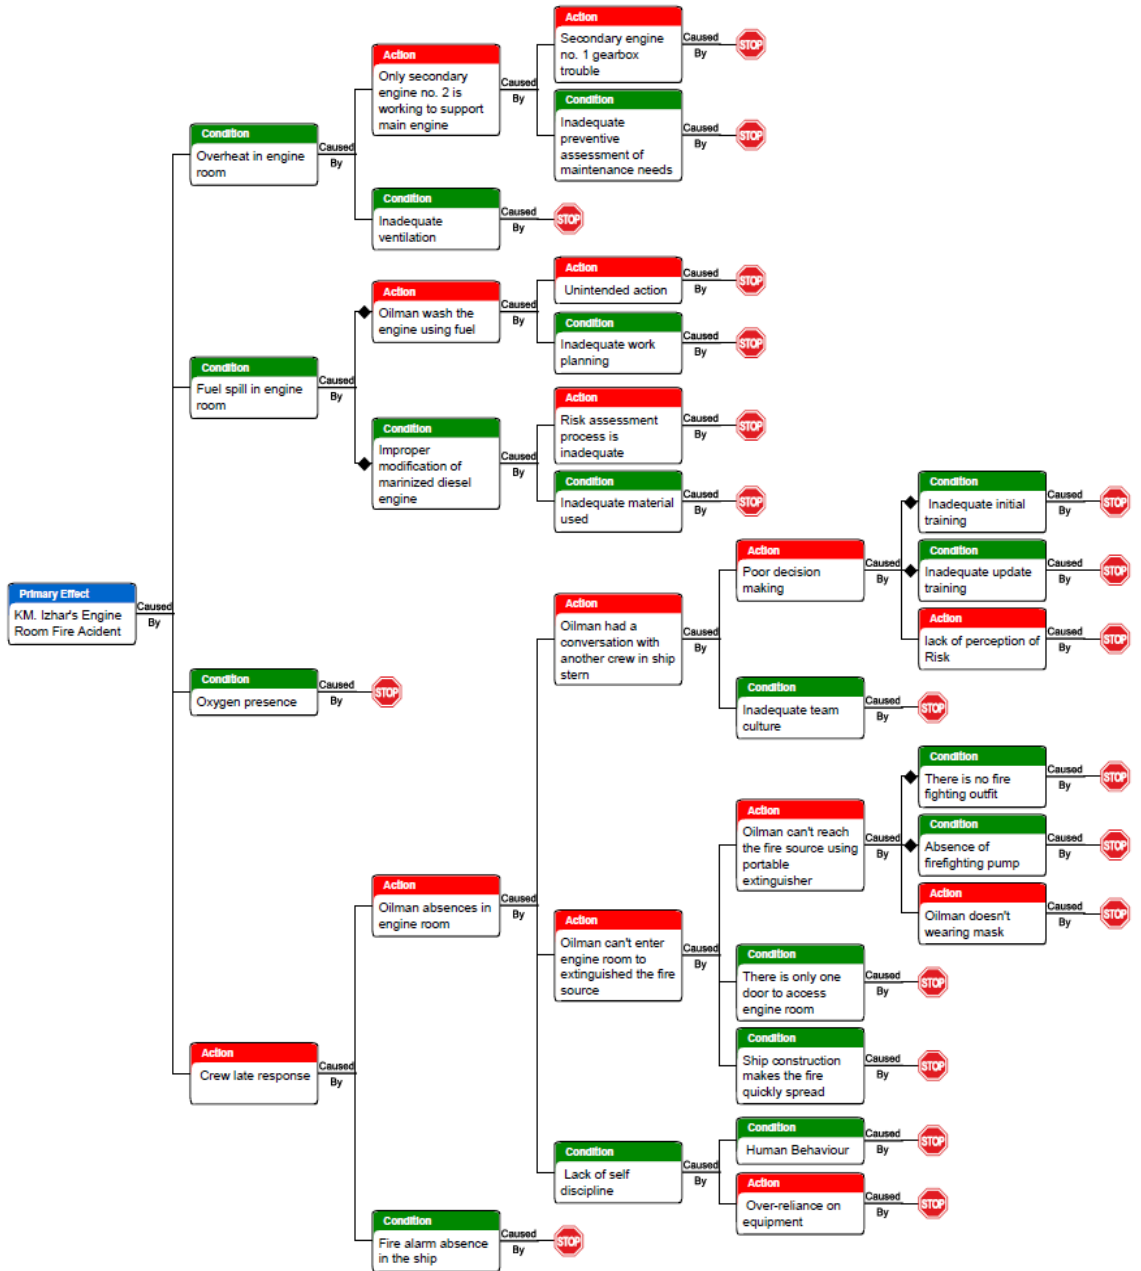 Action
Secondary engine
no. 1 gearbox
trouble
Caused
By
STOP
Action
Only secondary
engine no. 2 is
working to support
main engine
Caused
By
Condition
Inadequate
preventive
assessment of
maintenance needs
Caused
By
STOP
Condition
Overheat in engine
room
Caused
By
Condition
Inadequate
ventilation
Caused
By
STOP
Action
Oilman wash the
engine using fuel
Caused
By
Action
Unintended action
Caused
By
STOP
Condition
Inadequate work
planning
Caused
By
STOP
Condition
Fuel spill in engine
room
Caused
By
Condition
Improper
modification of
marinized diesel
engine
Caused
By
Action
Risk assessment
process is
inadequate
Caused
By
STOP
Condition
Inadequate material
used
Caused
By
STOP
Primary Effect
KM. Izhar's Engine
Room Fire Acident
Caused
By
Condition
Oxygen presence
Caused
By
STOP
Action
Oilman had a
conversation with
another crew in ship
stern
Caused
By
Action
Poor decision
making
Caused
By
Condition
Inadequate initial
training
Caused
By
STOP
Condition
Inadequate update
training
Caused
By
STOP
Action
lack of perception of
Risk
Caused
By
STOP
Condition
Inadequate team
culture
Caused
By
STOP
Action
Crew late response
Caused
By
Action
Oilman absences in
engine room
Caused
By
Action
Oilman can't enter
engine room to
extinguished the fire
source
Caused
By
Action
Oilman can't reach
the fire source using
portable
extinguisher
Caused
By
Condition
There is no fire
fighting outfit
Caused
By
STOP
Condition
Absence of
firefighting pump
Caused
By
STOP
Action
Oilman doesn't
wearing mask
Caused
By
STOP
Condition
There is only one
door to access
engine room
Caused
By
STOP
Condition
Ship construction
makes the fire
quickly spread
Caused
By
STOP
Condition
Lack of self
discipline
Caused
By
Condition
Human Behaviour
Caused
By
STOP
Action
Over-reliance on
equipment
Caused
By
STOP
Condition
Fire alarm absence
in the ship
Caused
By
STOP